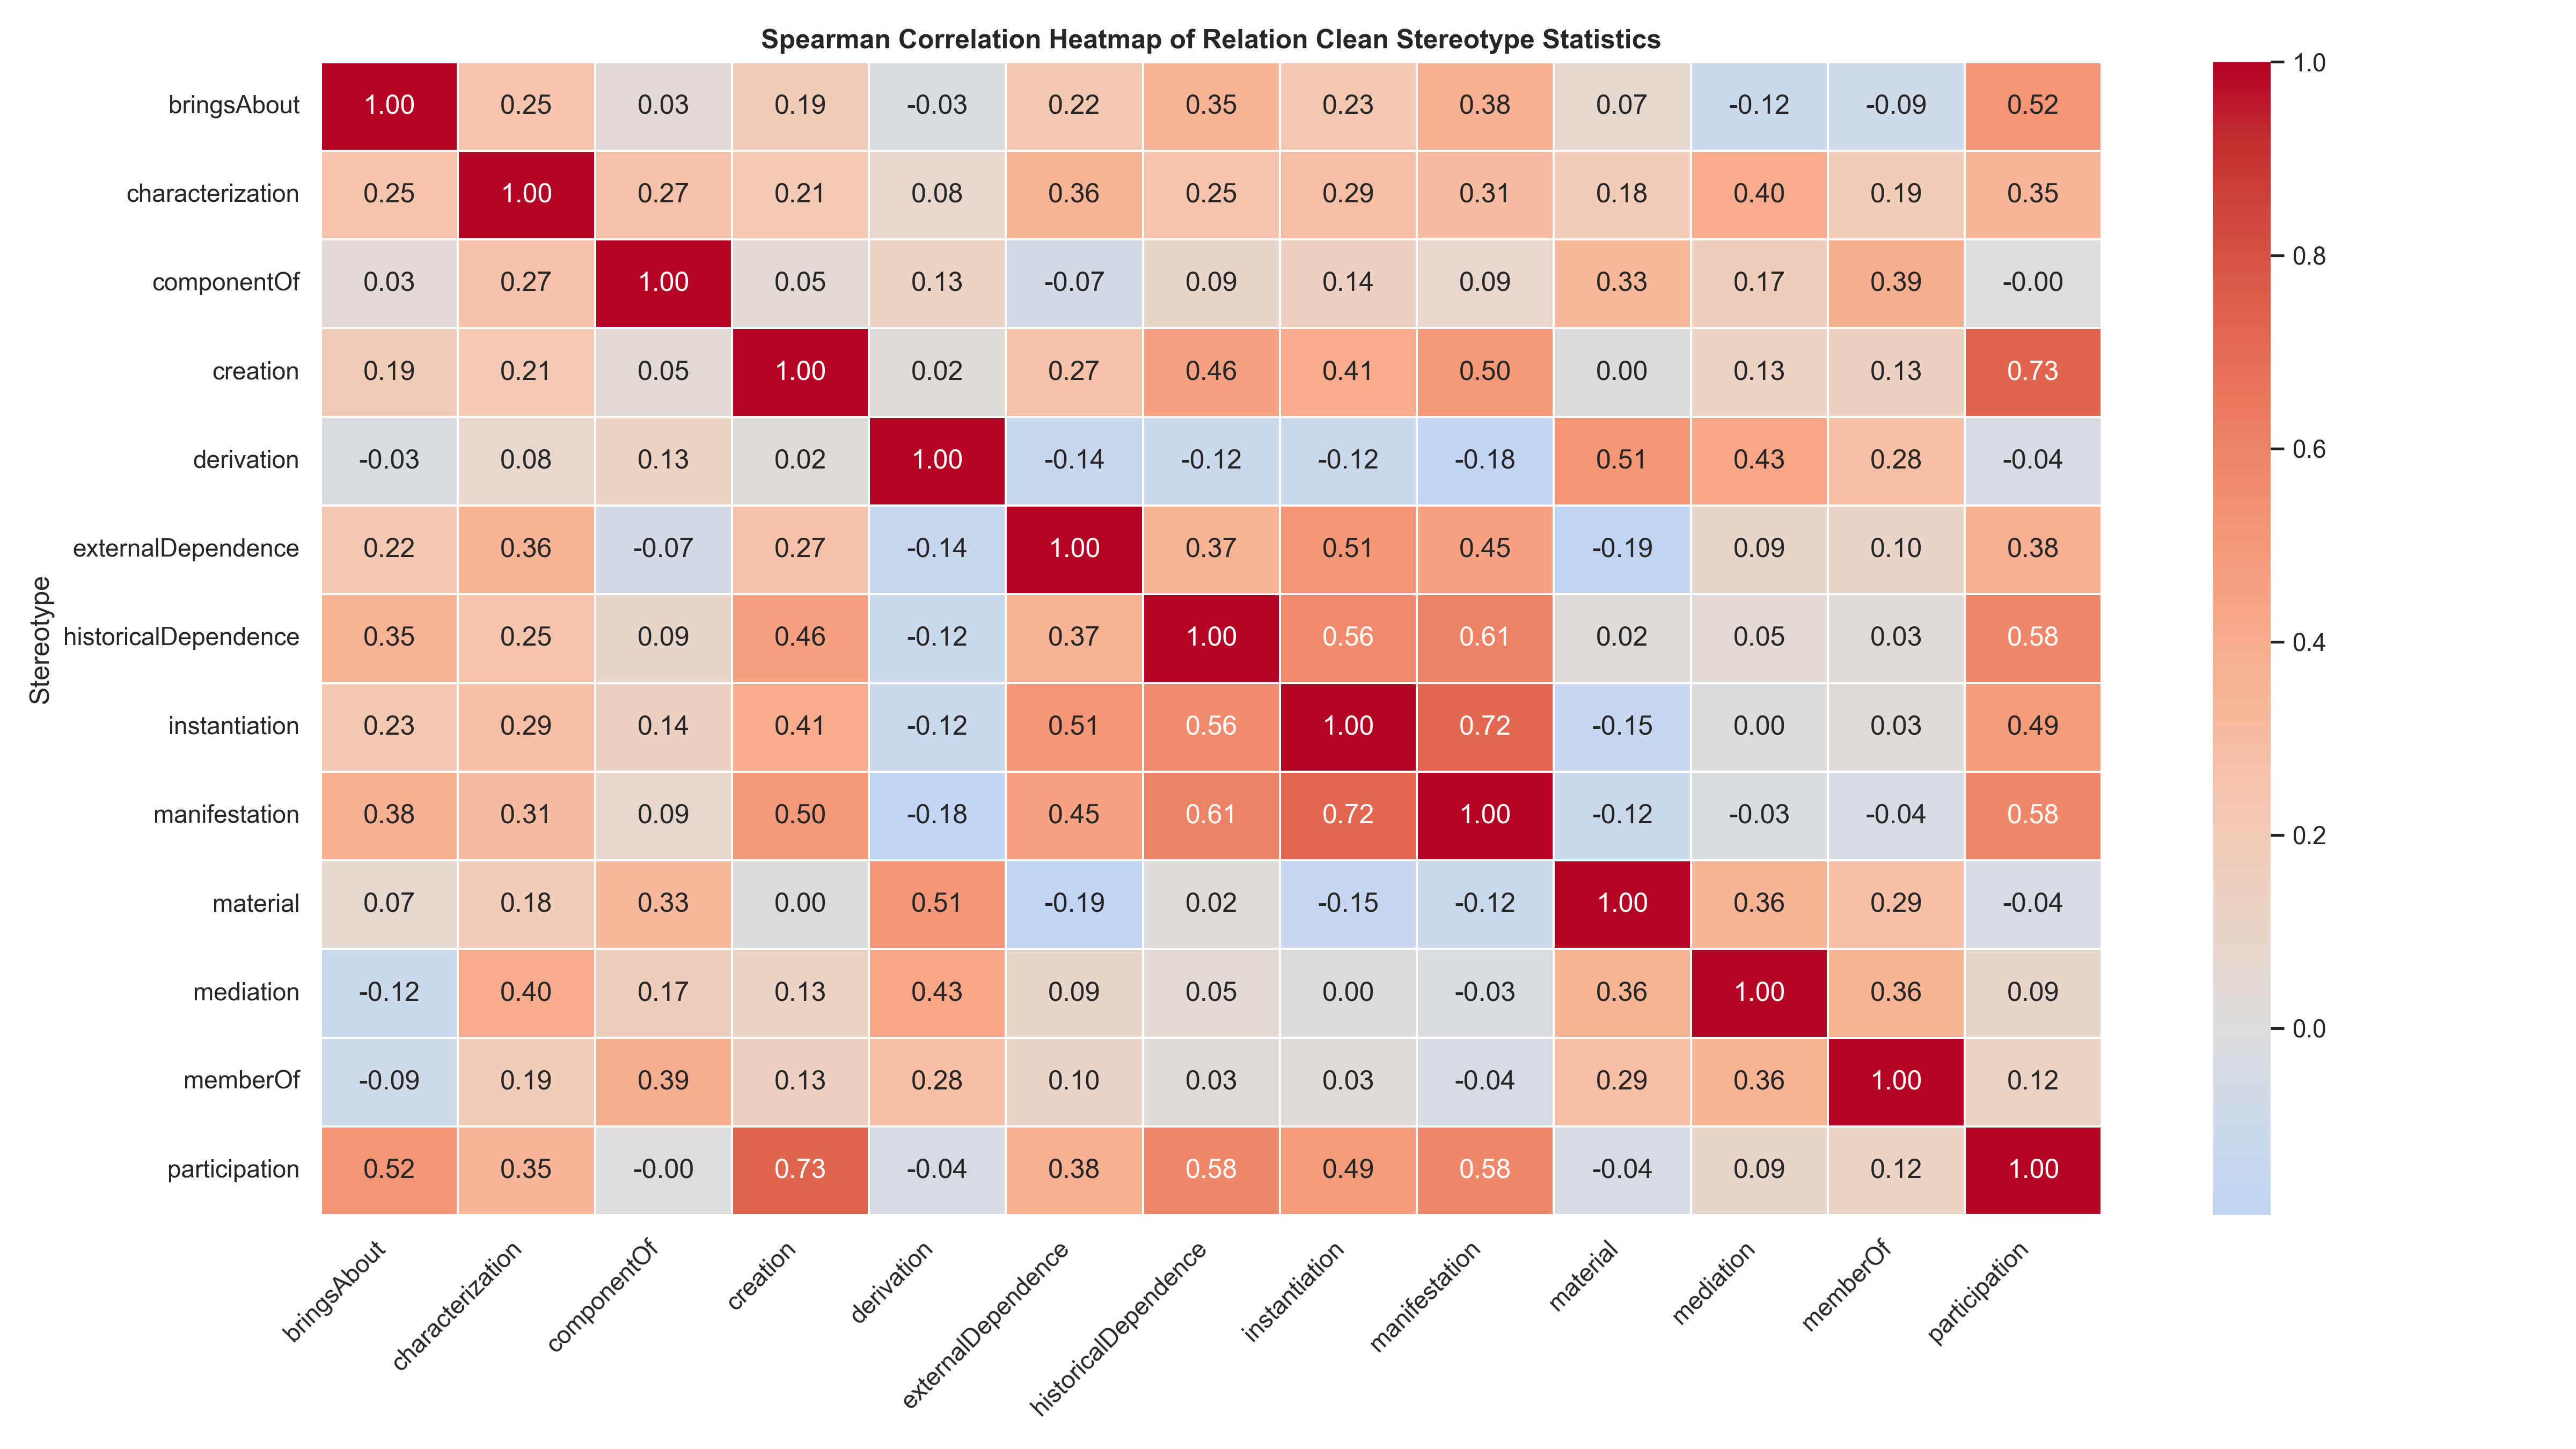 Spearman Correlation Heatmap of Relation Clean Stereotype Statistics
Stereotype
bringsAbout 1.00 0.25 0.03 0.19 -0.03 0.22 0.35 0.23 0.38 0.07 -0.12 -0.09 0.52
characterization 0.25 1.00 0.27 0.21 0.08 0.36 0.25 0.29 0.31 0.18 0.40 0.19 0.35
componentOf 0.03 0.27 1.00 0.05 0.13 -0.07 0.09 0.14 0.09 0.33 0.17 0.39 -0.00
creation 0.19 0.21 0.05 1.00 0.02 0.27 0.46 0.41 0.50 0.00 0.13 0.13 0.73
derivation -0.03 0.08 0.13 0.02 1.00 -0.14 -0.12 -0.12 -0.18 0.51 0.43 0.28 -0.04
externalDependence 0.22 0.36 -0.07 0.27 -0.14 1.00 0.37 0.51 0.45 -0.19 0.09 0.10 0.38
historicalDependence 0.35 0.25 0.09 0.46 -0.12 0.37 1.00 0.56 0.61 0.02 0.05 0.03 0.58
instantiation 0.23 0.29 0.14 0.41 -0.12 0.51 0.56 1.00 0.72 -0.15 0.00 0.03 0.49
manifestation 0.38 0.31 0.09 0.50 -0.18 0.45 0.61 0.72 1.00 -0.12 -0.03 -0.04 0.58
material 0.07 0.18 0.33 0.00 0.51 -0.19 0.02 -0.15 -0.12 1.00 0.36 0.29 -0.04
mediation -0.12 0.40 0.17 0.13 0.43 0.09 0.05 0.00 -0.03 0.36 1.00 0.36 0.09
memberOf -0.09 0.19 0.39 0.13 0.28 0.10 0.03 0.03 -0.04 0.29 0.36 1.00 0.12
participation 0.52 0.35 -0.00 0.73 -0.04 0.38 0.58 0.49 0.58 -0.04 0.09 0.12 1.00
bringsAbout characterization componentOf creation derivation externalDependence historicalDependence instantiation manifestation material mediation memberOf participation
1.0
0.8
0.6
0.4
0.2
0.0